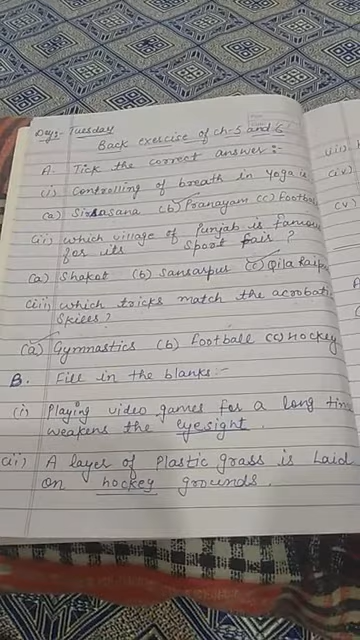 Day:- Tuesday
Back exercise of ch-5 and 6
A. Tick the correct answer:-
(i) Controlling of breath in Yoga is
(a) Sirsasana (b) Pranayam (c) Football
(ii) which village of Punjab is famous
for its sport fair?
(a) Shakot (b) Sansarpur (c) Qila Raipur
(iii) which tricks match the acrobatic
skills?
(a) Gymnastics (b) football (c) Hockey
B. Fill in the blanks:-
(i) Playing video games for a long time
weakens the eyesight.
(ii) A layer of Plastic grass is Laid
on hockey grounds.
(iv)
(v)